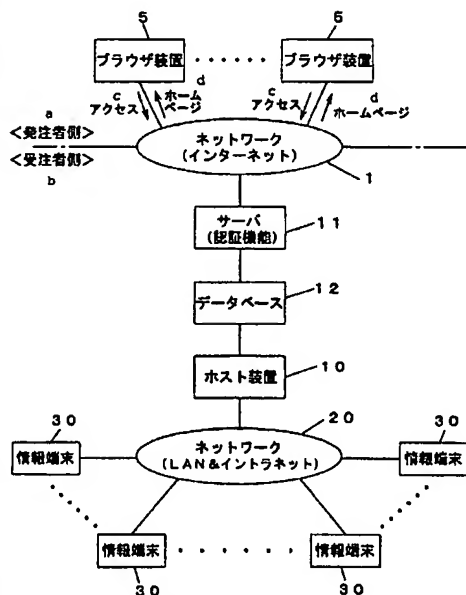 5
6
ブラウザ装置
ブラウザ装置
c
アクセス
d
ホーム
ページ
c
アクセス
d
ホームページ
a
<発注者側>
<受注者側>
b
ネットワーク
(インターネット)
1
サーバ
(認証機能)
11
データベース
12
ホスト装置
10
ネットワーク
(LAN&イントラネット)
20
30
情報端末
30
情報端末
情報端末
30
情報端末
30